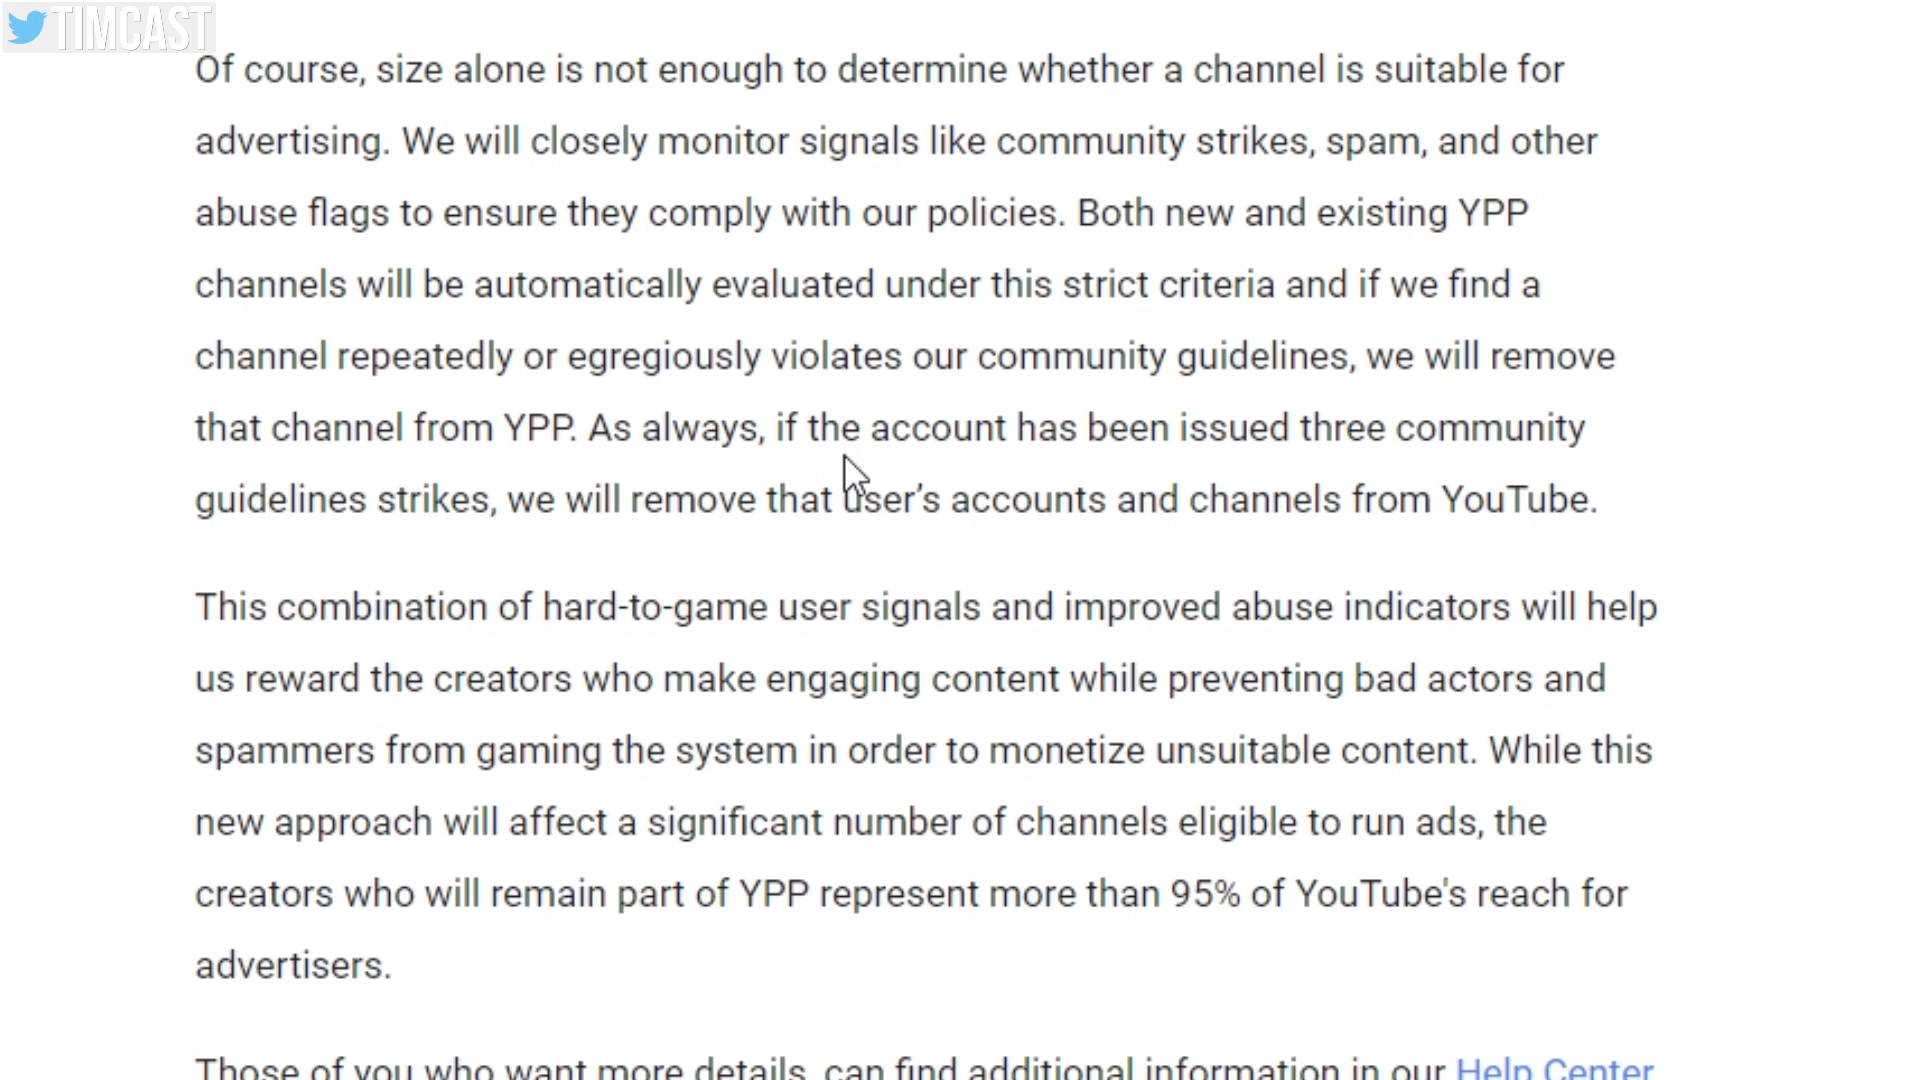 TIMCAST
Of course, size alone is not enough to determine whether a channel is suitable for
advertising. We will closely monitor signals like community strikes, spam, and other
abuse flags to ensure they comply with our policies. Both new and existing YPP
channels will be automatically evaluated under this strict criteria and if we find a
channel repeatedly or egregiously violates our community guidelines, we will remove
that channel from YPP. As always, if the account has been issued three community
guidelines strikes, we will remove that user’s accounts and channels from YouTube.
This combination of hard-to-game user signals and improved abuse indicators will help
us reward the creators who make engaging content while preventing bad actors and
spammers from gaming the system in order to monetize unsuitable content. While this
new approach will affect a significant number of channels eligible to run ads, the
creators who will remain part of YPP represent more than 95% of YouTube's reach for
advertisers.
Those of you who want more details, can find additional information in our Help Center